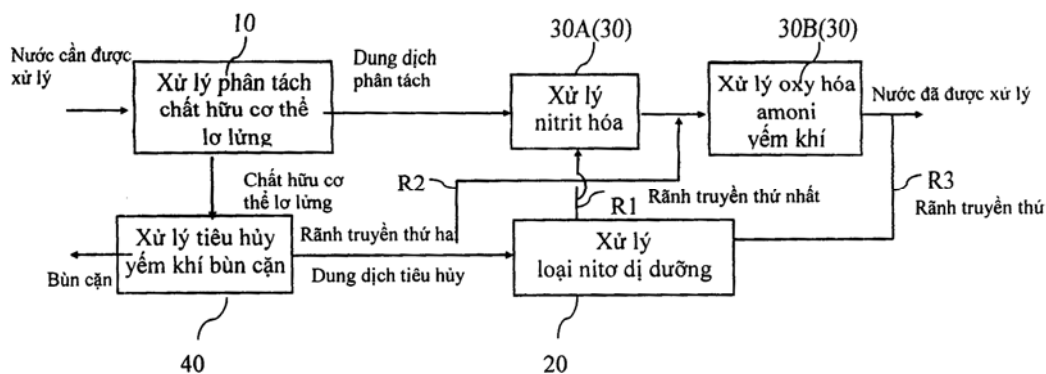 10
30A(30)
30B(30)
Nước cần được
xử lý
Xử lý phân tách
chất hữu cơ thể
lơ lửng
Dung dịch
phân tách
Xử lý
nitrit hóa
Xử lý oxy hóa
amoni
yếm khí
Nước đã được xử lý
Chất hữu cơ
thể lơ lửng
R2
R1
Rãnh truyền thứ nhất
R3
Rãnh truyền thứ
Xử lý tiêu hủy
yếm khí bùn cặn
Rãnh truyền thứ ha
Dung dịch tiêu hủy
Xử lý
loại nitơ dị dưỡng
Bùn cặn
40
20